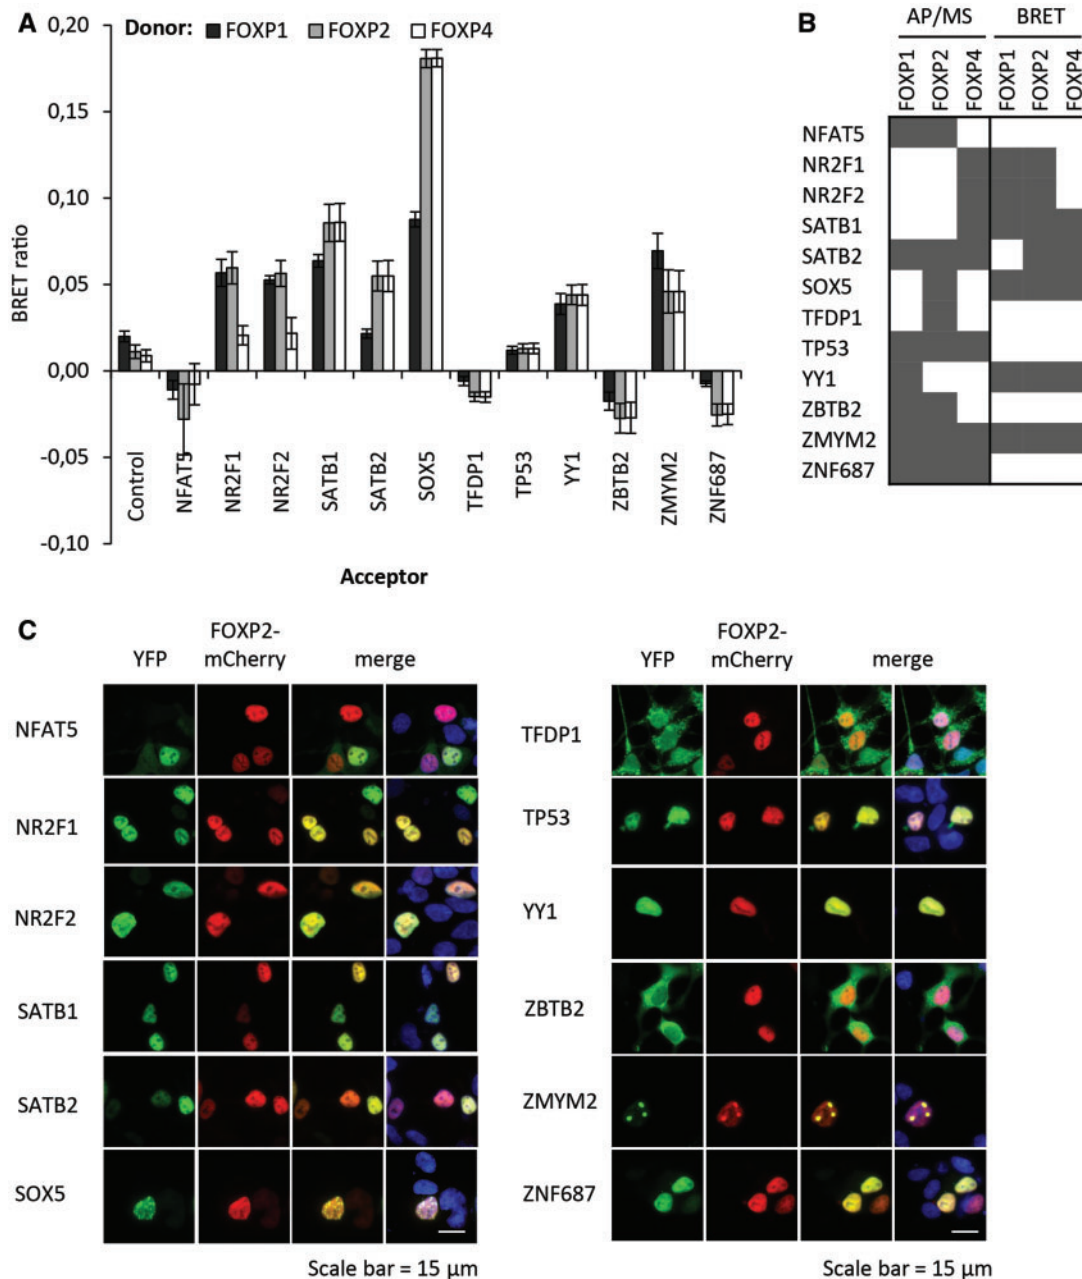 A
Donor: FOXP1 FOXP2 FOXP4
BRET ratio
0,20
0,15
0,10
0,05
0,00
-0,05
-0,10
Control
NFAT5
NR2F1
NR2F2
SATB1
SATB2
SOX5
TFDP1
TP53
YY1
ZBTB2
ZMYM2
ZNF687
Acceptor
B
AP/MS BRET
FOXP1 FOXP2 FOXP4 FOXP1 FOXP2 FOXP4
NFAT5
NR2F1
NR2F2
SATB1
SATB2
SOX5
TFDP1
TP53
YY1
ZBTB2
ZMYM2
ZNF687
C
YFP FOXP2-mCherry merge
NFAT5
NR2F1
NR2F2
SATB1
SATB2
SOX5
Scale bar = 15 µm
YFP FOXP2-mCherry merge
TFDP1
TP53
YY1
ZBTB2
ZMYM2
ZNF687
Scale bar = 15 µm